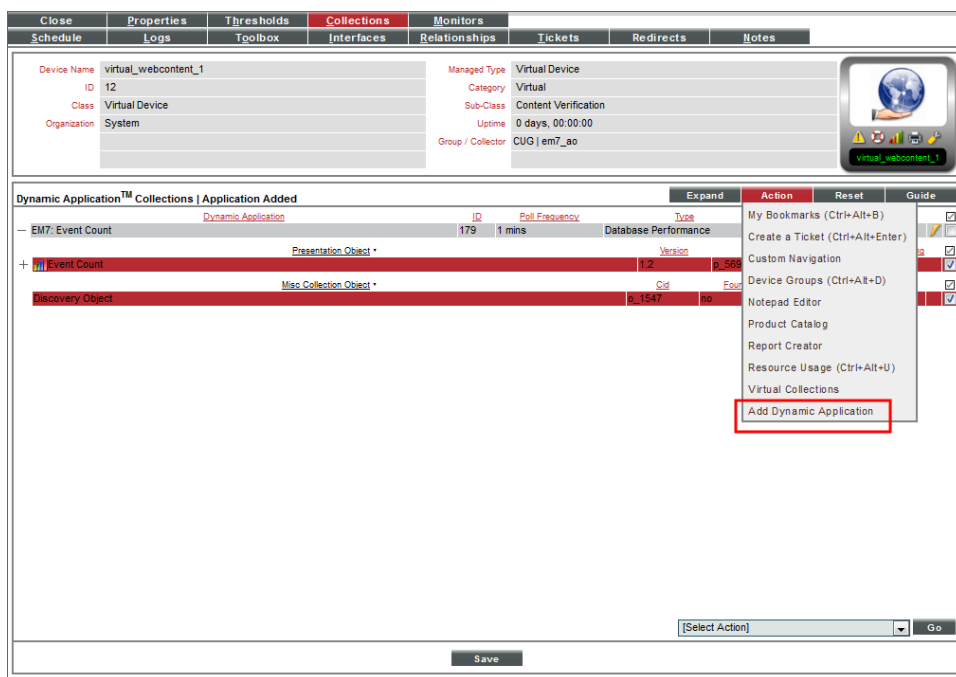 Close Properties Thresholds Collections Monitors
Schedule Logs Toolbox Interfaces Relationships Tickets Redirects Notes
Device Name virtual_webcontent_1 Managed Type Virtual Device
ID 12 Category Virtual
Class Virtual Device Sub-Class Content Verification
Organization System Uptime 0 days, 00:00:00
Group / Collector CUG | em7_ao
virtual_webcontent_1
Dynamic Application™ Collections | Application Added Expand Action Reset Guide
Dynamic Application ID Poll Frequency Type
EM7: Event Count 179 1 mins Database Performance
Presentation Object Version
Event Count 1.2 p_569
Misc Collection Object Cid Four
Discovery Object o_1547 no
My Bookmarks (Ctrl+Alt+B)
Create a Ticket (Ctrl+Alt+Enter)
Custom Navigation
Device Groups (Ctrl+Alt+D)
Notepad Editor
Product Catalog
Report Creator
Resource Usage (Ctrl+Alt+U)
Virtual Collections
Add Dynamic Application
[Select Action] Go
Save